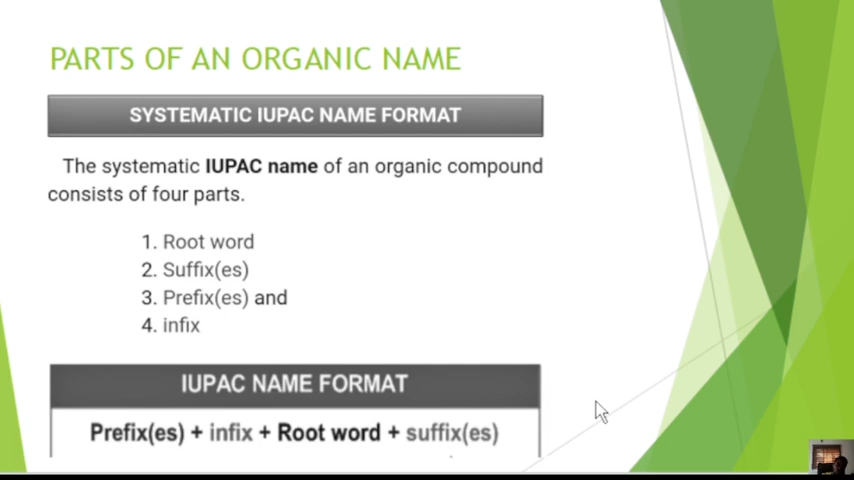 PARTS OF AN ORGANIC NAME
SYSTEMATIC IUPAC NAME FORMAT
The systematic IUPAC name of an organic compound
consists of four parts.
1. Root word
2. Suffix(es)
3. Prefix(es) and
4. infix
IUPAC NAME FORMAT
Prefix(es) + infix + Root word + suffix(es)